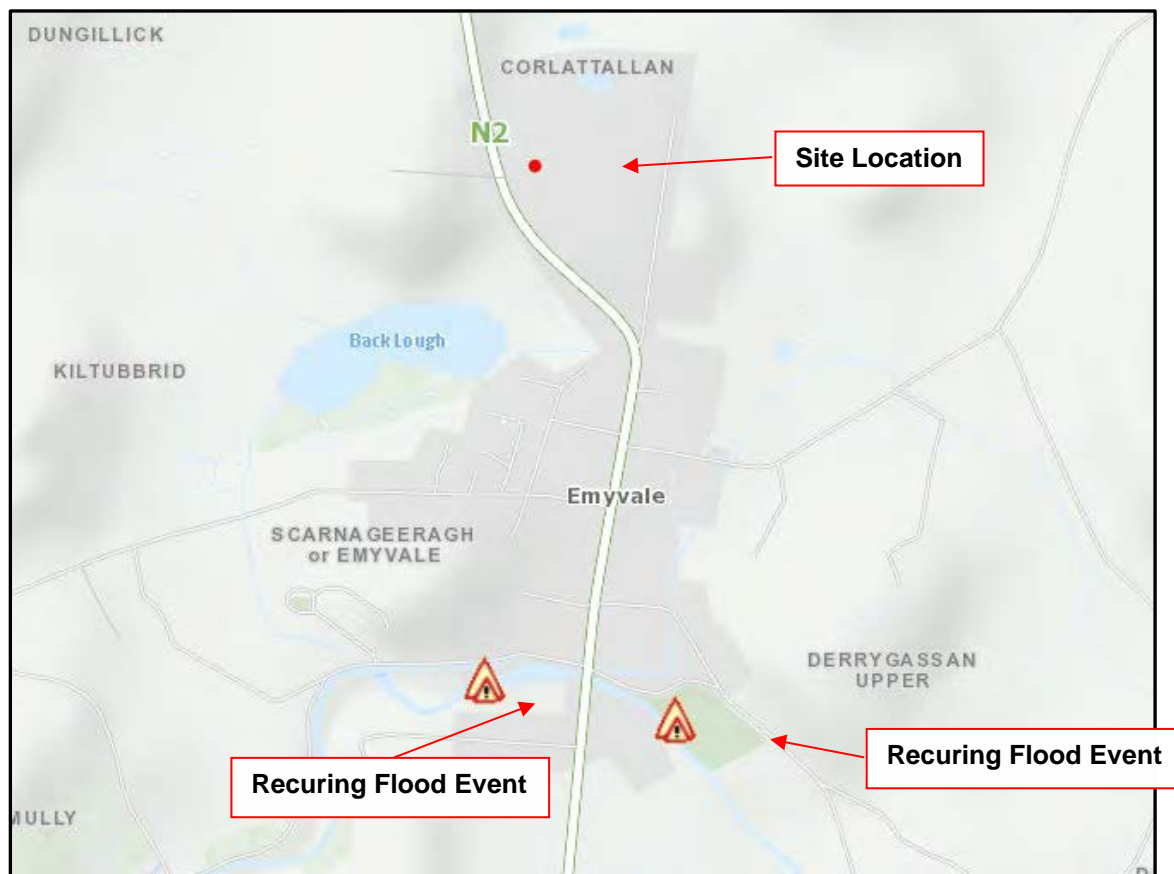 DUNGILLICK
CORLATTALLAN
N2
Site Location
Back Lough
KILTUBBRID
Emyvale
SCARNAGEERAGH
or EMYVALE
DERRYGASSAN
UPPER
Recuring Flood Event
Recuring Flood Event
MULLY